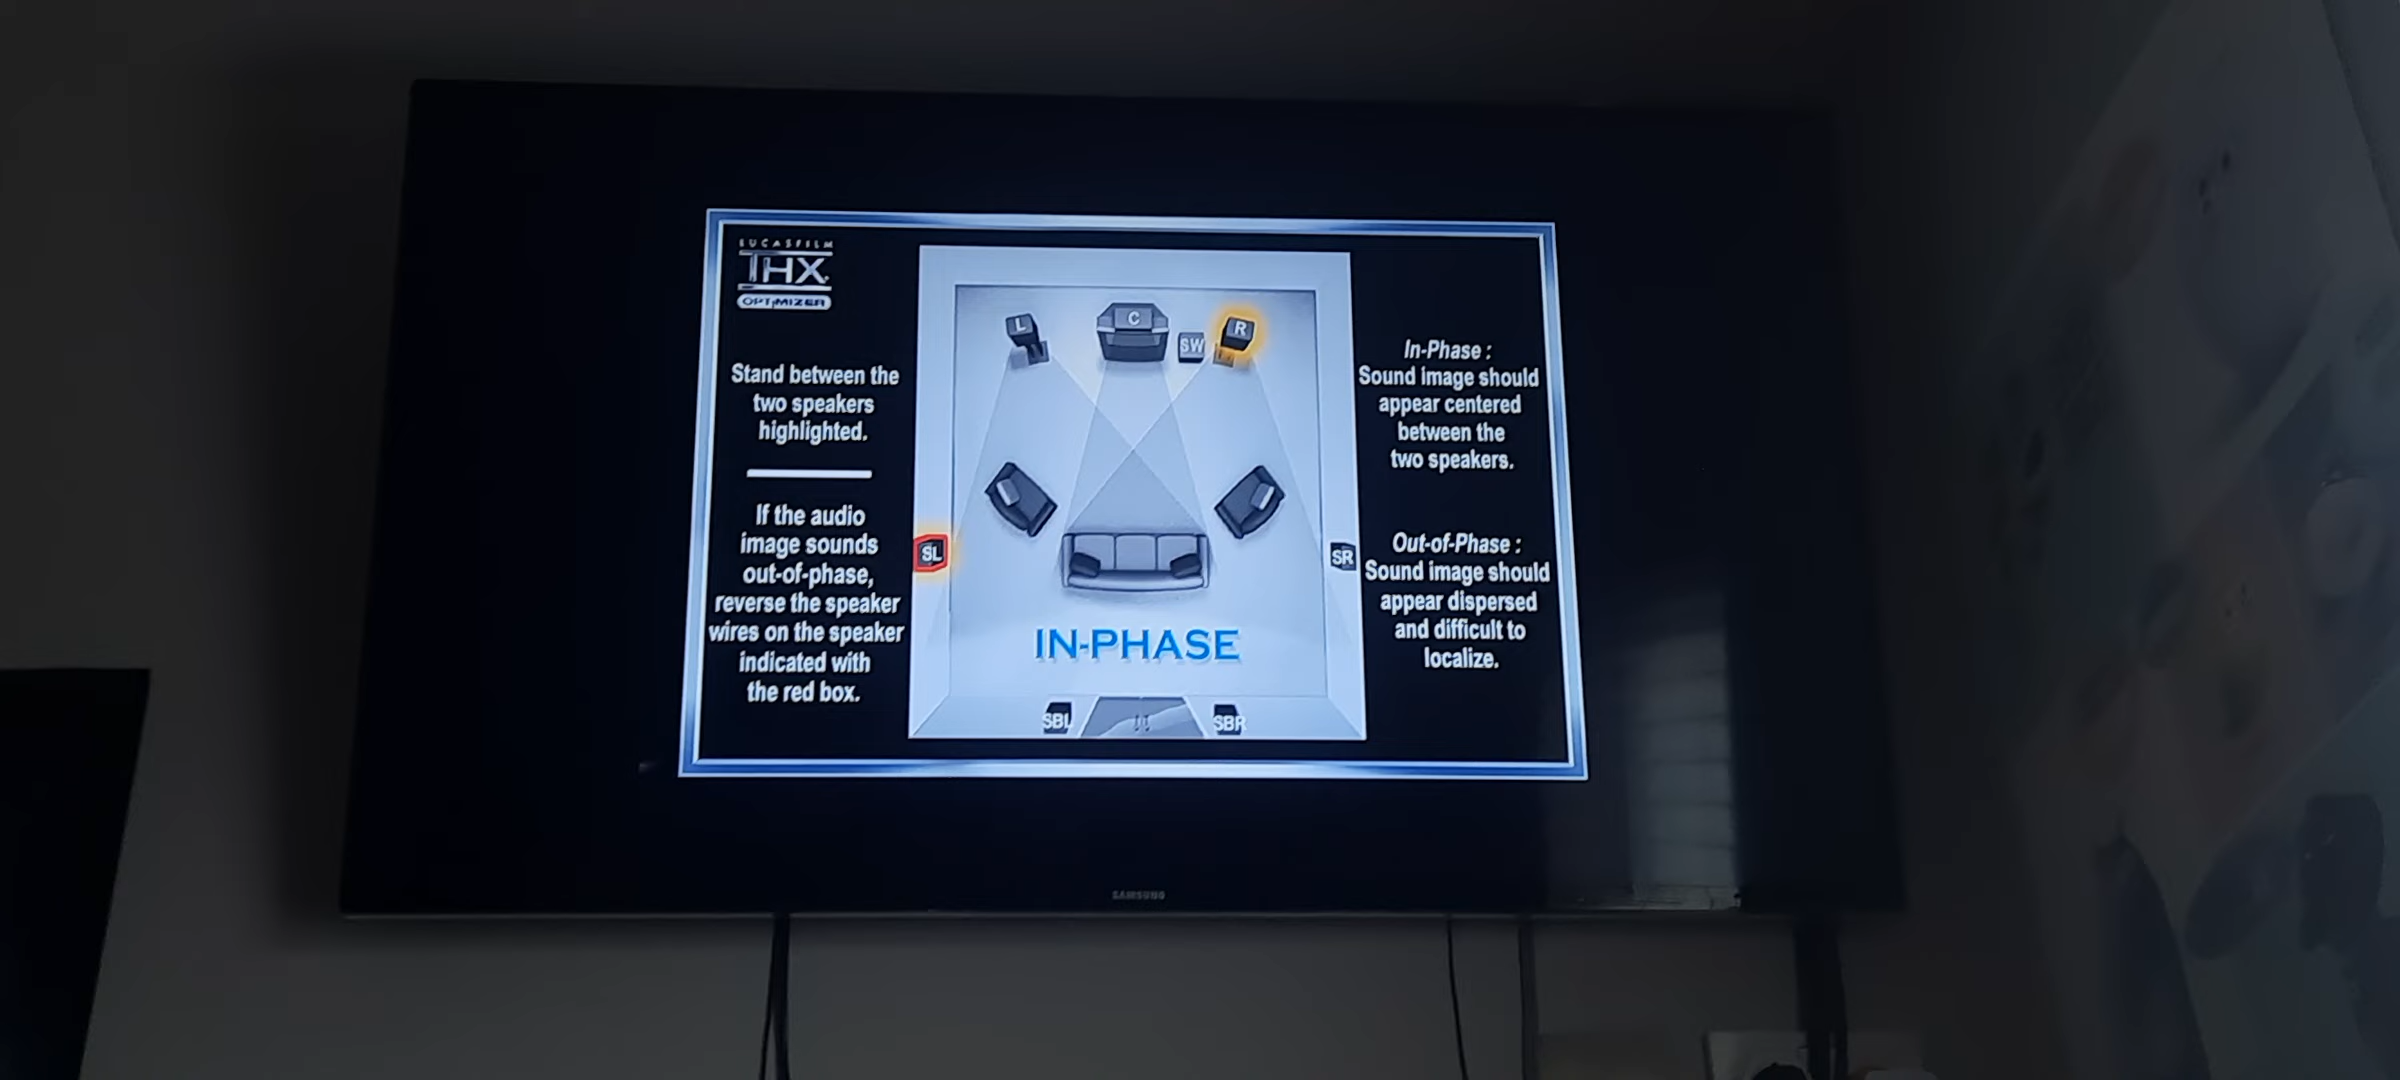 LUCASFILM
THX
OPTIMIZER
Stand between the
two speakers
highlighted.
If the audio
image sounds
out-of-phase,
reverse the speaker
wires on the speaker
indicated with
the red box.
L
C
SW
R
SL
SR
IN-PHASE
SBL
SBR
In-Phase :
Sound image should
appear centered
between the
two speakers.
Out-of-Phase :
Sound image should
appear dispersed
and difficult to
localize.
SAMSUNG